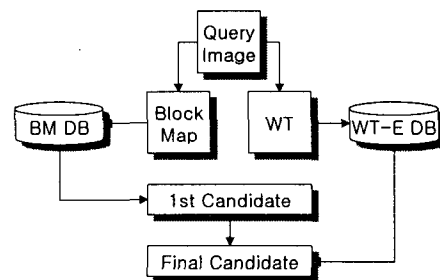 Query
Image
BM DB
Block
Map
WT
WT-E DB
1st Candidate
Final Candidate